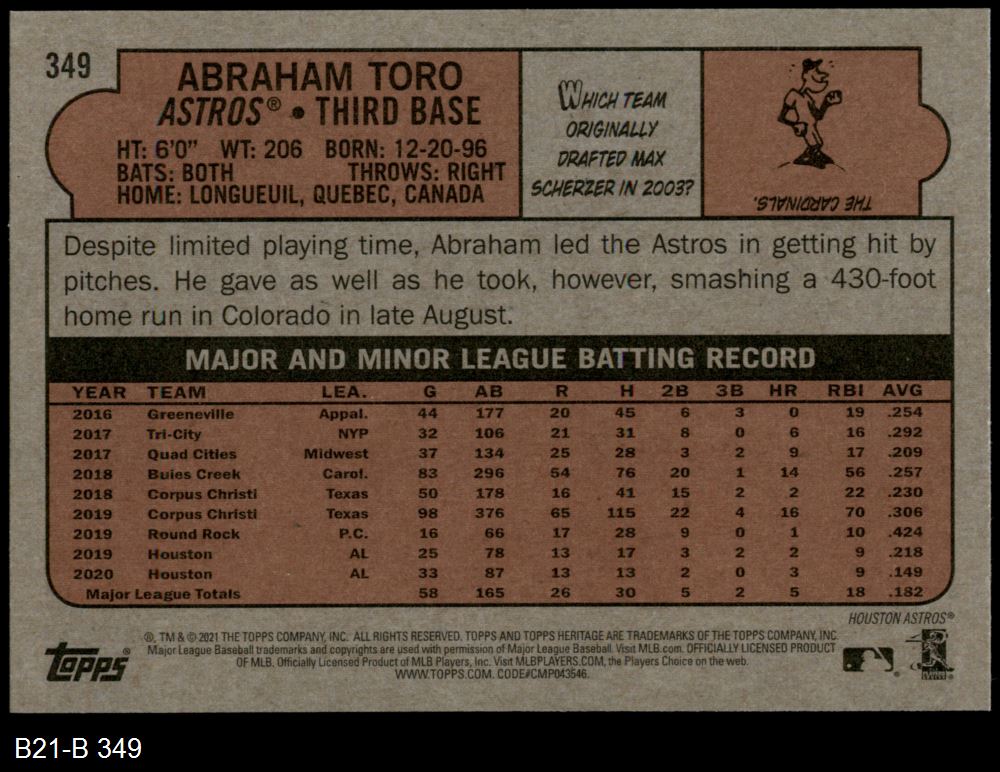 349
ABRAHAM TORO
ASTROS® • THIRD BASE
HT: 6'0" WT: 206 BORN: 12-20-96
BATS: BOTH THROWS: RIGHT
HOME: LONGUEUIL, QUEBEC, CANADA
WHICH TEAM
ORIGINALLY
DRAFTED MAX
SCHERZER IN 2003?
THE CARDINALS.
Despite limited playing time, Abraham led the Astros in getting hit by
pitches. He gave as well as he took, however, smashing a 430-foot
home run in Colorado in late August.
MAJOR AND MINOR LEAGUE BATTING RECORD
YEAR TEAM LEA. G AB R H 2B 3B HR RBI AVG
2016 Greeneville Appal. 44 177 20 45 6 3 0 19 .254
2017 Tri-City NYP 32 106 21 31 8 0 6 16 .292
2017 Quad Cities Midwest 37 134 25 28 3 2 9 17 .209
2018 Buies Creek Carol. 83 296 54 76 20 1 14 56 .257
2018 Corpus Christi Texas 50 178 16 41 15 2 2 22 .230
2019 Corpus Christi Texas 98 376 65 115 22 4 16 70 .306
2019 Round Rock P.C. 16 66 17 28 9 0 1 10 .424
2019 Houston AL 25 78 13 17 3 2 2 9 .218
2020 Houston AL 33 87 13 13 2 0 3 9 .149
Major League Totals 58 165 26 30 5 2 5 18 .182
HOUSTON ASTROS®
topps®
®, TM & © 2021 THE TOPPS COMPANY, INC. ALL RIGHTS RESERVED. TOPPS AND TOPPS HERITAGE ARE TRADEMARKS OF THE TOPPS COMPANY, INC.
Major League Baseball trademarks and copyrights are used with permission of Major League Baseball. Visit MLB.com. OFFICIALLY LICENSED PRODUCT
OF MLB. Officially Licensed Product of MLB Players, Inc. Visit MLBPLAYERS.COM, the Players Choice on the web.
WWW.TOPPS.COM. CODE#CMP043546.
B21-B 349